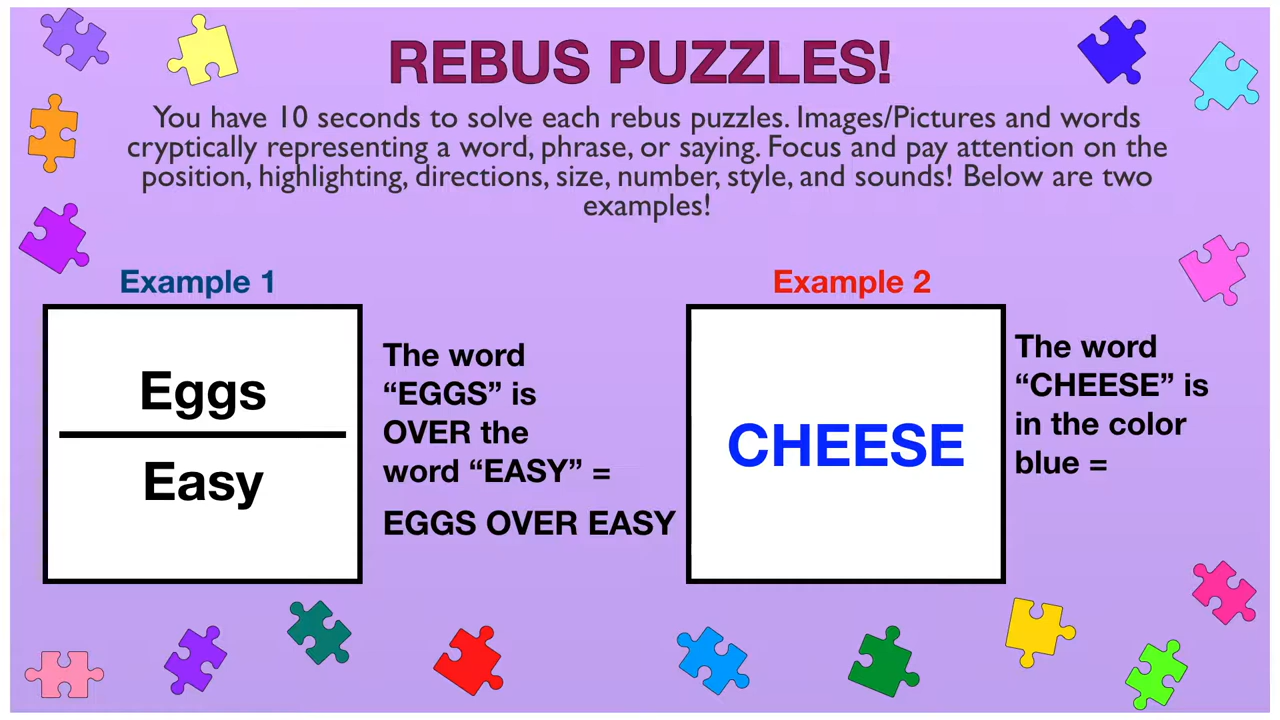 REBUS PUZZLES!
You have 10 seconds to solve each rebus puzzles. Images/Pictures and words
cryptically representing a word, phrase, or saying. Focus and pay attention on the
position, highlighting, directions, size, number, style, and sounds! Below are two
examples!
Example 1
Eggs
Easy
The word
“EGGS” is
OVER the
word “EASY” =
EGGS OVER EASY
Example 2
CHEESE
The word
“CHEESE” is
in the color
blue =